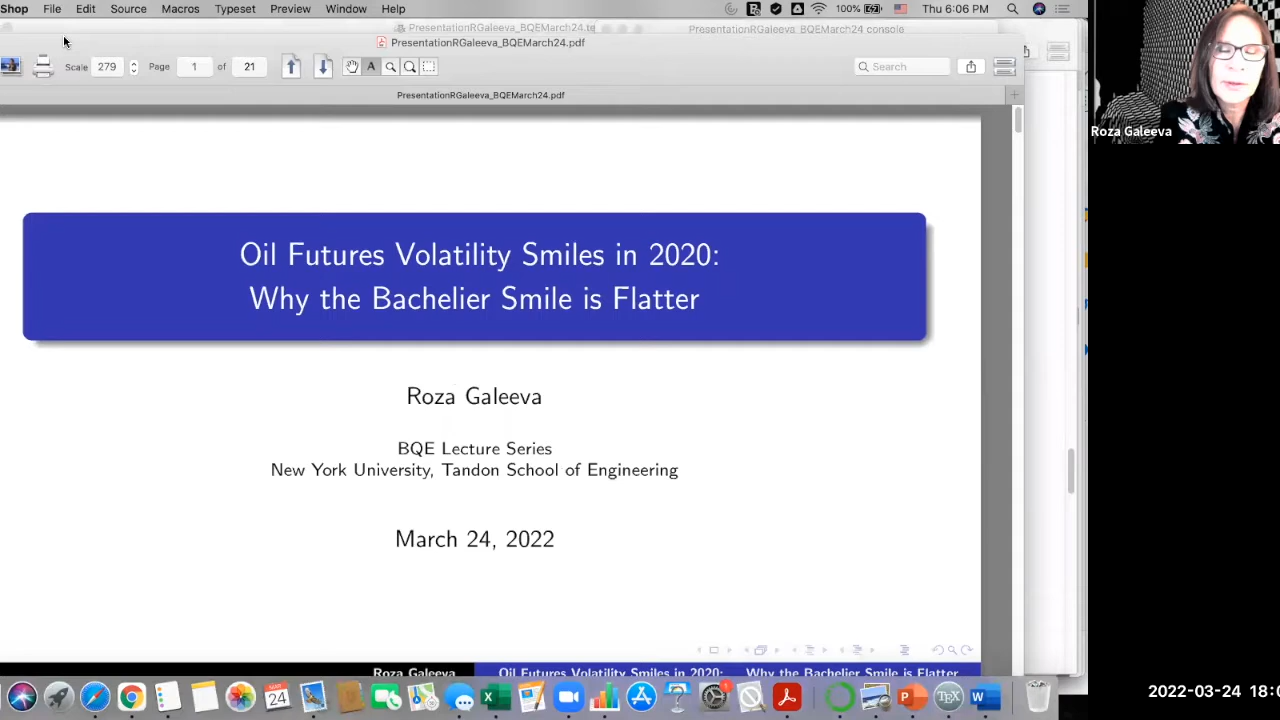 Shop File Edit Source Macros Typeset Preview Window Help 100% Thu 6:06 PM
PresentationRGaleeva_BQEMarch24.te PresentationRGaleeva_BQEMarch24 console
PresentationRGaleeva_BQEMarch24.pdf
Scale 279 Page 1 of 21 A Search
PresentationRGaleeva_BQEMarch24.pdf
Roza Galeeva
Oil Futures Volatility Smiles in 2020:
Why the Bachelier Smile is Flatter
Roza Galeeva
BQE Lecture Series
New York University, Tandon School of Engineering
March 24, 2022
Roza Galeeva Oil Futures Volatility Smiles in 2020: Why the Bachelier Smile is Flatter
MAR
24
TEX
2022-03-24 18:0